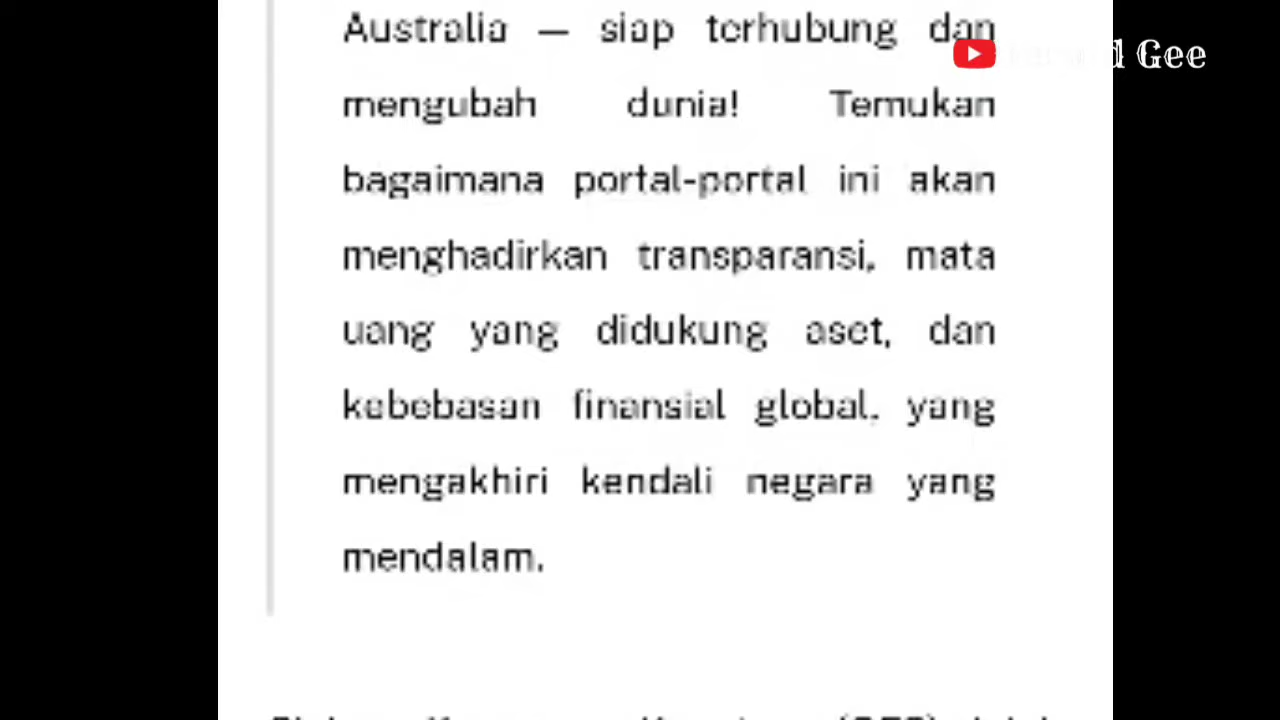 Australia — siap terhubung dan
d Gee
mengubah dunia! Temukan
bagaimana portal-portal ini akan
menghadirkan transparansi, mata
uang yang didukung aset, dan
kebebasan finansial global, yang
mengakhiri kendali negara yang
mendalam.